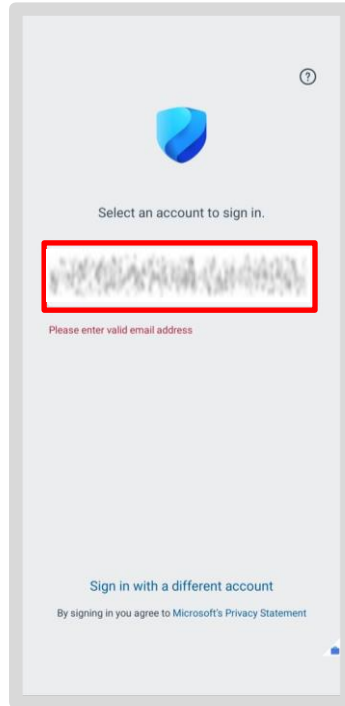 ?
Select an account to sign in.
Please enter valid email address
Sign in with a different account
By signing in you agree to Microsoft's Privacy Statement